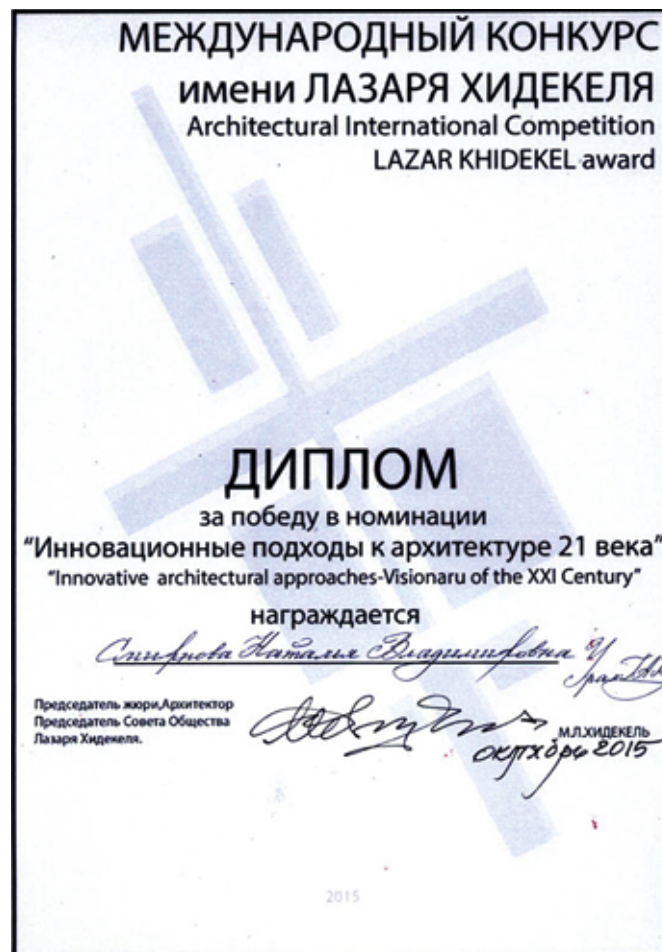 МЕЖДУНАРОДНЫЙ КОНКУРС
имени ЛАЗАРЯ ХИДЕКЕЛЯ
Architectural International Competition
LAZAR KHIDEKEL award
ДИПЛОМ
за победу в номинации
"Инновационные подходы к архитектуре 21 века"
"Innovative architectural approaches-Visionaru of the XXI Century"
награждается
Смирнова Наталья Владимировна
Председатель жюри,Архитектор
Председатель Совета Общества
Лазаря Хидекеля.
М.Л.ХИДЕКЕЛЬ
октябрь 2015
2015